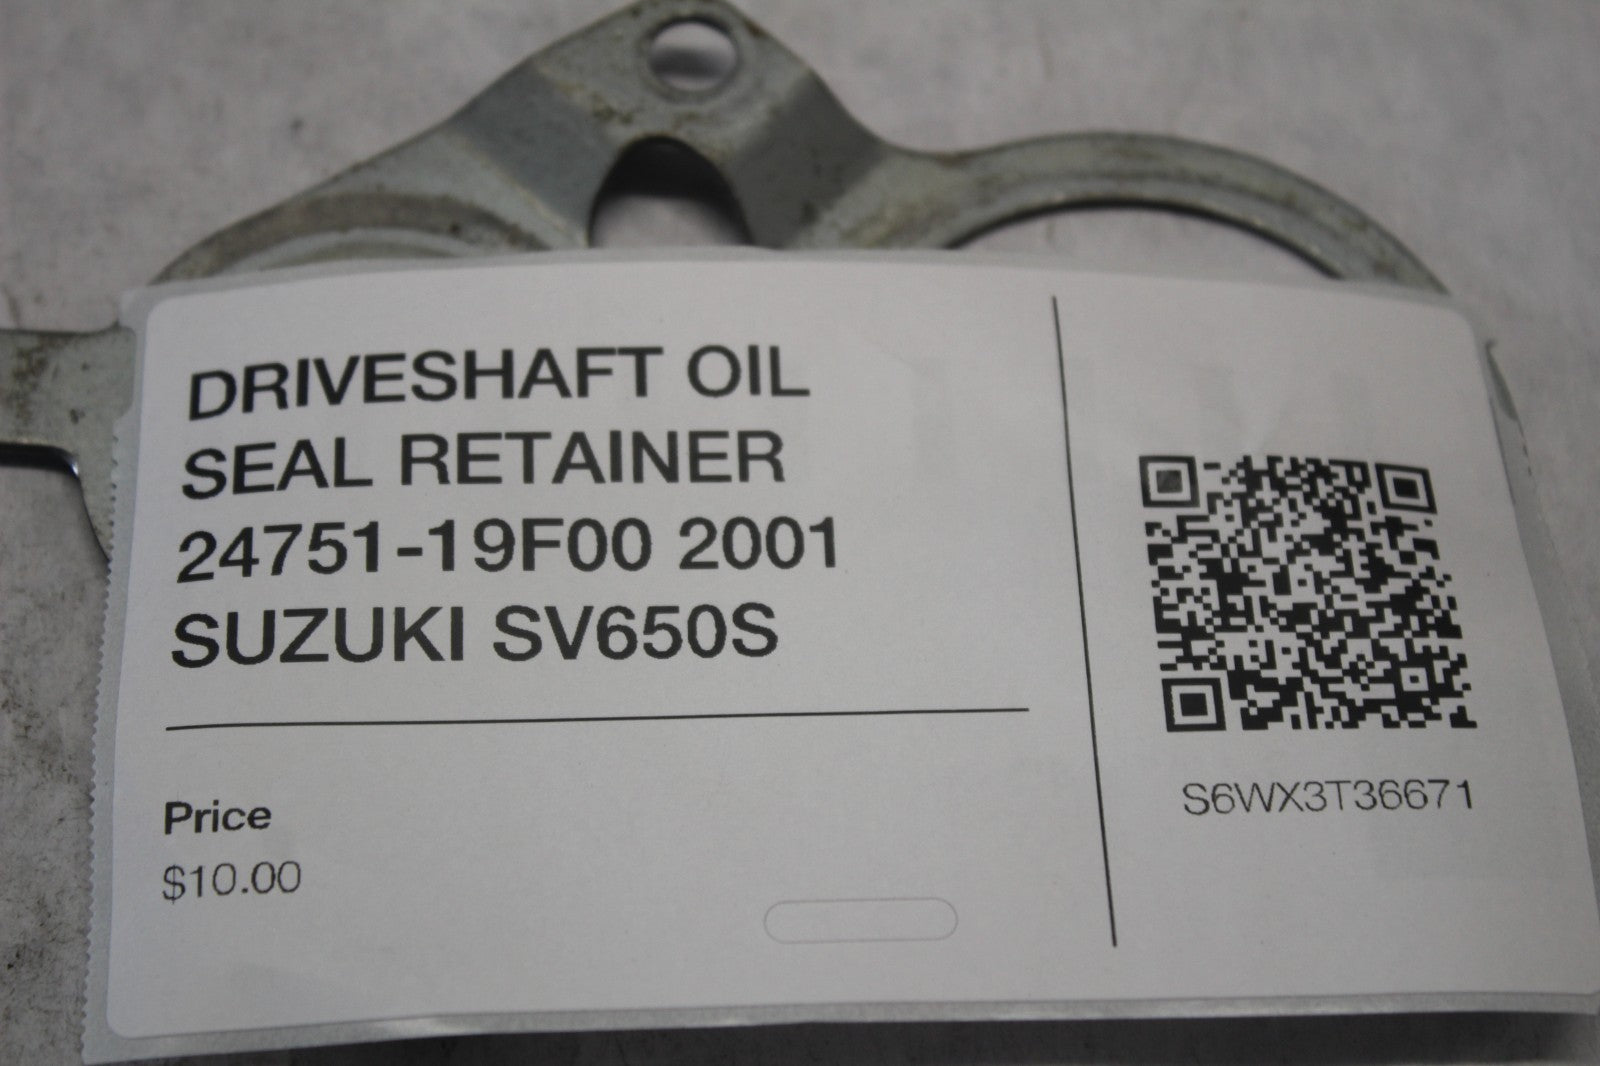 DRIVESHAFT OIL
SEAL RETAINER
24751-19F00 2001
SUZUKI SV650S
Price
$10.00
S6WX3T36671